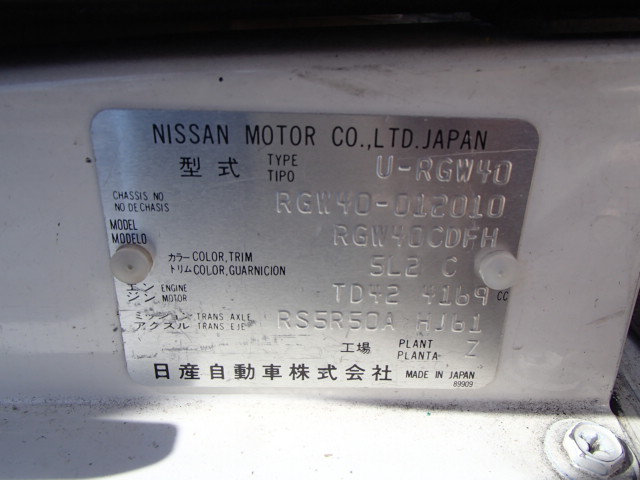 NISSAN MOTOR CO.,LTD.JAPAN
型式 TYPE TIPO U-RGW40
CHASSIS NO NO DE CHASIS RGW40-012010
MODEL MODELO RGW40CDFH
カラー COLOR,TRIM トリム COLOR,GUARNICION 5L2 C
エンジン ENGINE MOTOR TD42 4169 CC
ミッション TRANS. AXLE アクスル TRANS. EJE RS5R50A HJ61
工場 PLANT PLANTA Z
日産自動車株式会社 MADE IN JAPAN
89909